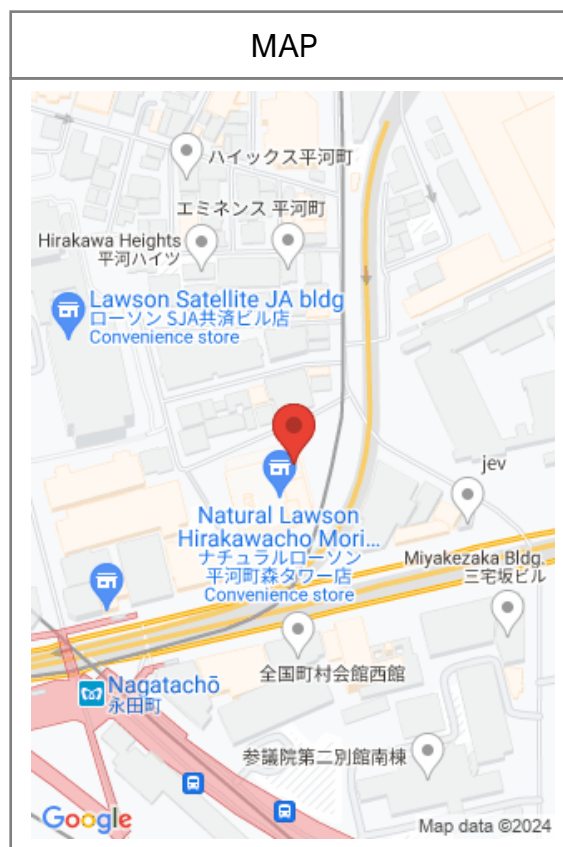 MAP
ハイックス平河町
エミネンス 平河町
Hirakawa Heights
平河ハイツ
Lawson Satellite JA bldg
ローソン SJA共済ビル店
Convenience store
jev
Natural Lawson
Hirakawacho Mori...
ナチュラルローソン
平河町森タワー店
Convenience store
Miyakezaka Bldg.
三宅坂ビル
全国町村会館西館
Nagatachō
永田町
参議院第二別館南棟
Google
Map data ©2024